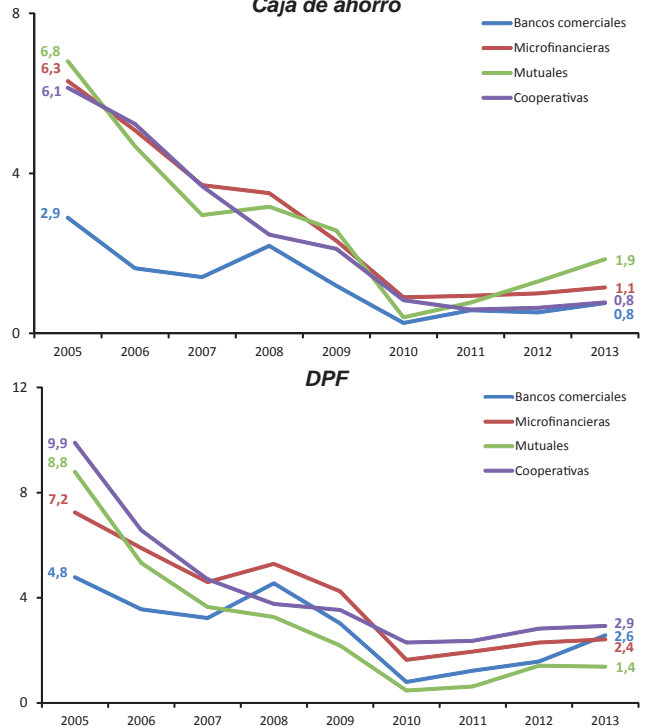 Caja de ahorro
8
Bancos comerciales
Microfinancieras
Mutuales
Cooperativas
6,8
6,3
6,1
4
2,9
1,9
1,1
0,8
0,8
0
2005 2006 2007 2008 2009 2010 2011 2012 2013
DPF
12
Bancos comerciales
Microfinancieras
Mutuales
Cooperativas
9,9
8,8
8
7,2
4,8
4
2,9
2,6
2,4
1,4
0
2005 2006 2007 2008 2009 2010 2011 2012 2013